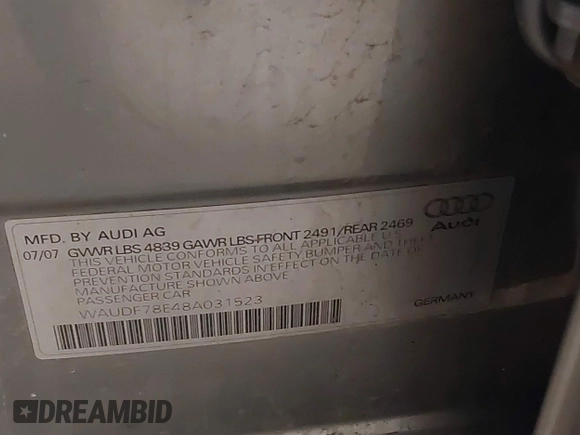 MFD. BY AUDI AG
07/07 GVWR LBS 4839 GAWR LBS-FRONT 2491/REAR 2469
THIS VEHICLE CONFORMS TO ALL APPLICABLE U.S.
FEDERAL MOTOR VEHICLE SAFETY, BUMPER AND THEFT
PREVENTION STANDARDS IN EFFECT ON THE DATE OF
MANUFACTURE SHOWN ABOVE
PASSENGER CAR
WAUDF78E48A031523
Audi
GERMANY
DREAMBID